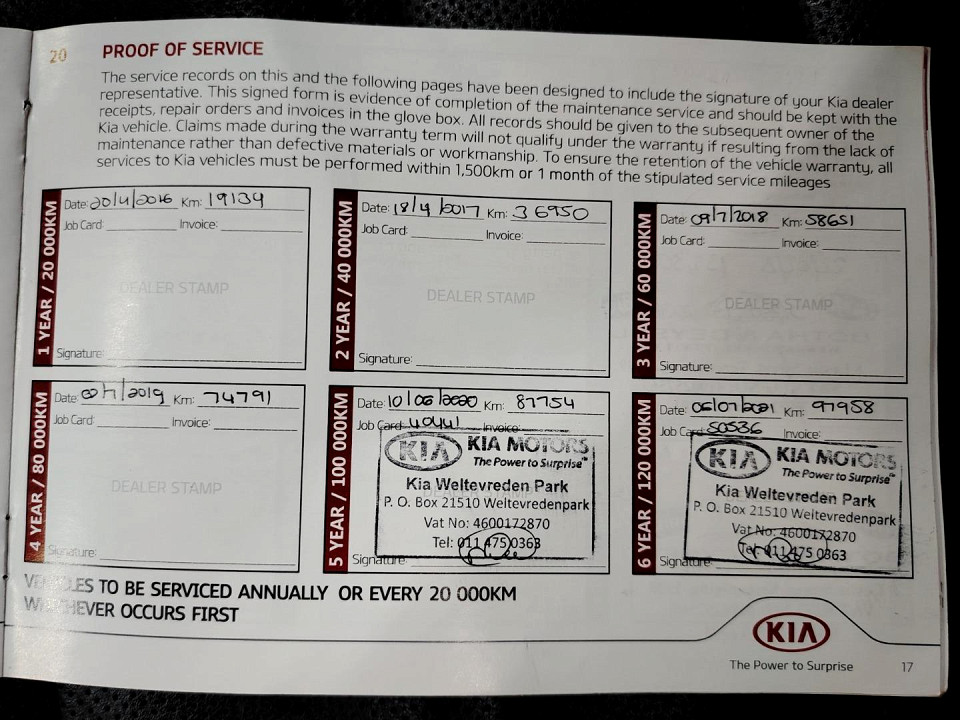 20
PROOF OF SERVICE
The service records on this and the following pages have been designed to include the signature of your Kia dealer
representative. This signed form is evidence of completion of the maintenance service and should be kept with the
receipts, repair orders and invoices in the glove box. All records should be given to the subsequent owner of the
Kia vehicle. Claims made during the warranty term will not qualify under the warranty if resulting from the lack of
maintenance rather than defective materials or workmanship. To ensure the retention of the vehicle warranty, all
services to Kia vehicles must be performed within 1,500km or 1 month of the stipulated service mileages
1 YEAR / 20 000KM
Date: 20/4/2016 Km: 19134
Job Card: Invoice:
DEALER STAMP
Signature:
2 YEAR / 40 000KM
Date: 18/4/2017 Km: 36950
Job Card: Invoice:
DEALER STAMP
Signature:
3 YEAR / 60 000KM
Date: 09/7/2018 Km: 58651
Job Card: Invoice:
DEALER STAMP
Signature:
4 YEAR / 80 000KM
Date: /2019 Km: 74791
Job Card: Invoice:
DEALER STAMP
Signature:
5 YEAR / 100 000KM
Date: 10/06/2020 Km: 87754
Job Card: 40441 Invoice:
KIA KIA MOTORS
The Power to Surprise™
Kia Weltevreden Park
P. O. Box 21510 Weltevredenpark
Vat No: 4600172870
Tel: 011 475 0363
Signature:
6 YEAR / 120 000KM
Date: 06/07/2021 Km: 97958
Job Card: 50536 Invoice:
KIA KIA MOTORS
The Power to Surprise™
Kia Weltevreden Park
P. O. Box 21510 Weltevredenpark
Vat No: 4600172870
Tel: 011 475 0363
Signature:
VEHICLES TO BE SERVICED ANNUALLY OR EVERY 20 000KM
WHICHEVER OCCURS FIRST
KIA
The Power to Surprise
17